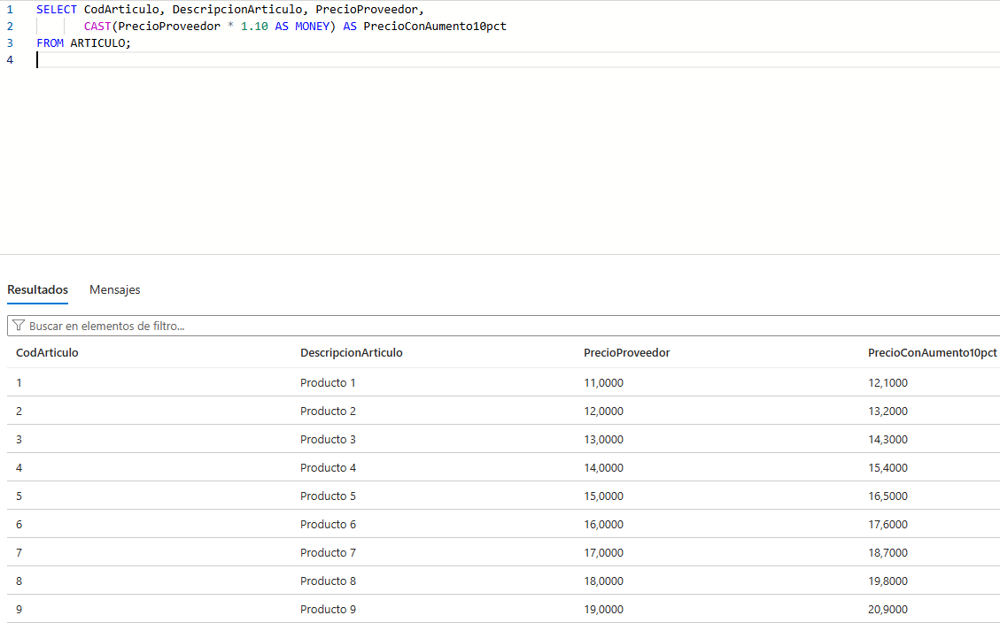 1 SELECT CodArticulo, DescripcionArticulo, PrecioProveedor,
2 CAST(PrecioProveedor * 1.10 AS MONEY) AS PrecioConAumento10pct
3 FROM ARTICULO;
4
Resultados Mensajes
Buscar en elementos de filtro...
CodArticulo DescripcionArticulo PrecioProveedor PrecioConAumento10pct
1 Producto 1 11,0000 12,1000
2 Producto 2 12,0000 13,2000
3 Producto 3 13,0000 14,3000
4 Producto 4 14,0000 15,4000
5 Producto 5 15,0000 16,5000
6 Producto 6 16,0000 17,6000
7 Producto 7 17,0000 18,7000
8 Producto 8 18,0000 19,8000
9 Producto 9 19,0000 20,9000